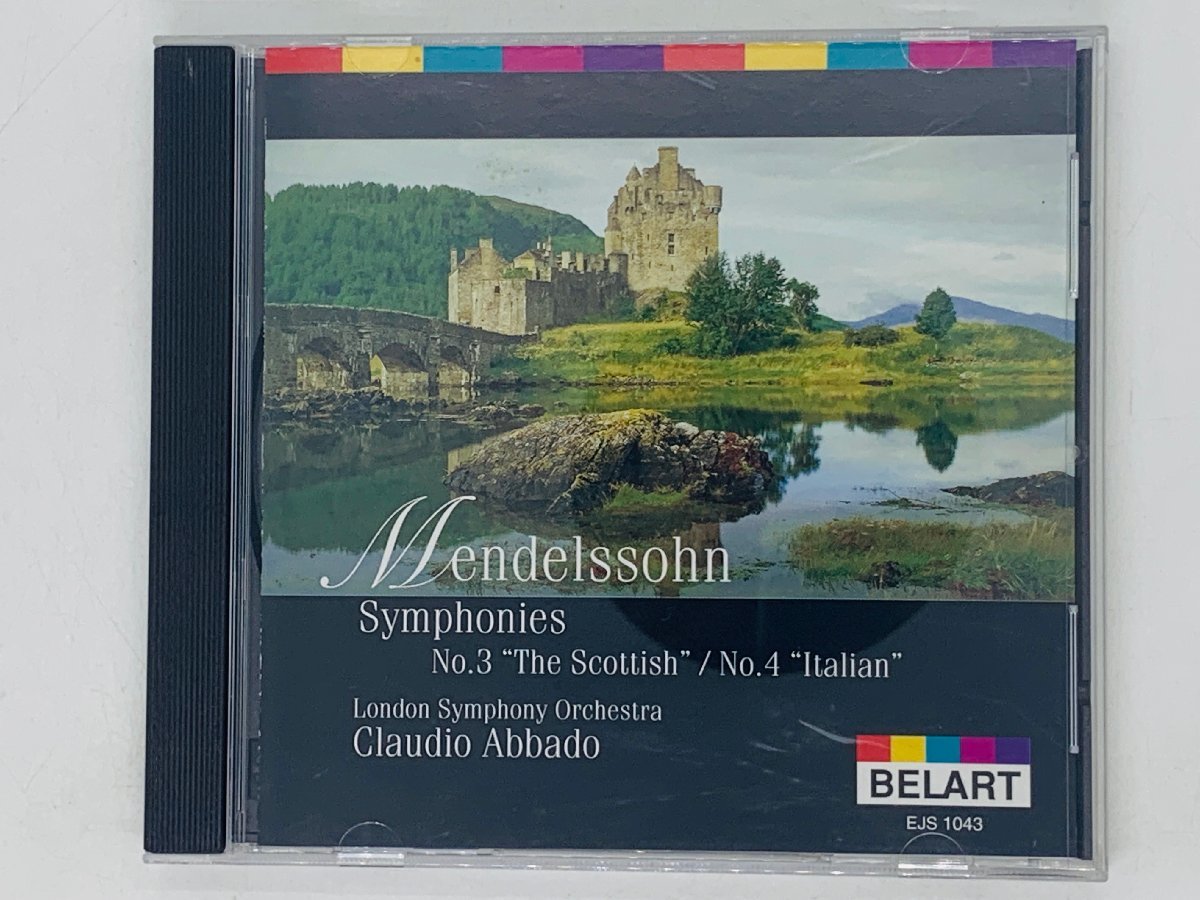 Mendelssohn
Symphonies
No.3 “The Scottish” / No.4 “Italian”
London Symphony Orchestra
Claudio Abbado
BELART
EJS 1043